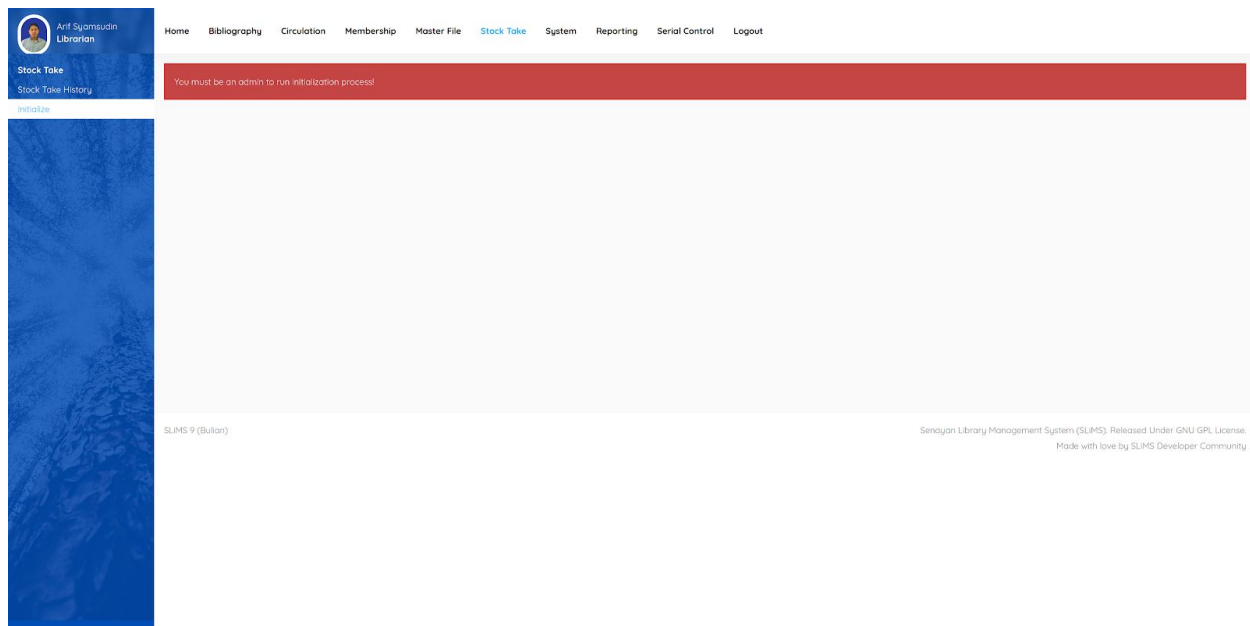 Arif Syamsudin
Librarian
Home Bibliography Circulation Membership Master File Stock Take System Reporting Serial Control Logout
Stock Take
Stock Take History
Initialize
You must be an admin to run initialization process!
SLiMS 9 (Bulian)
Senayan Library Management System (SLiMS). Released Under GNU GPL License.
Made with love by SLiMS Developer Community